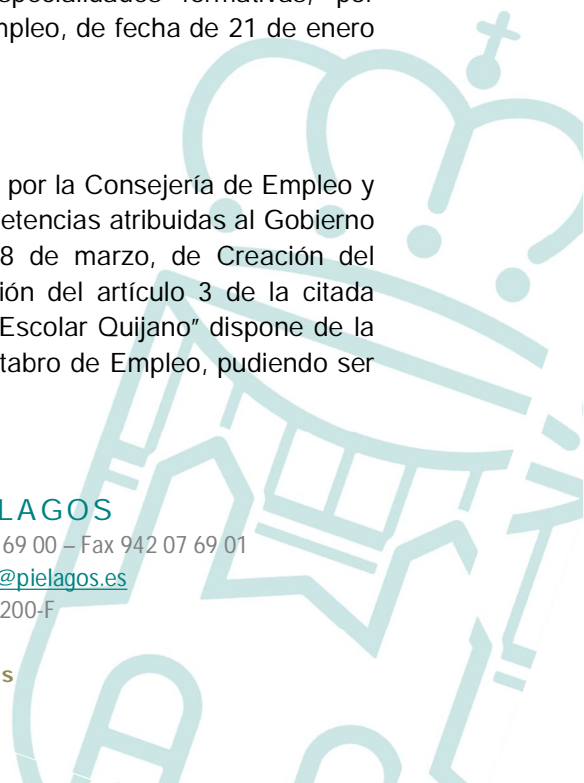 especialidades formativas, por
mpleo, de fecha de 21 de enero
por la Consejería de Empleo y
etencias atribuidas al Gobierno
8 de marzo, de Creación del
ión del artículo 3 de la citada
Escolar Quijano” dispone de la
tabro de Empleo, pudiendo ser
LAGOS
69 00 – Fax 942 07 69 01
@pielagos.es
200-F
s